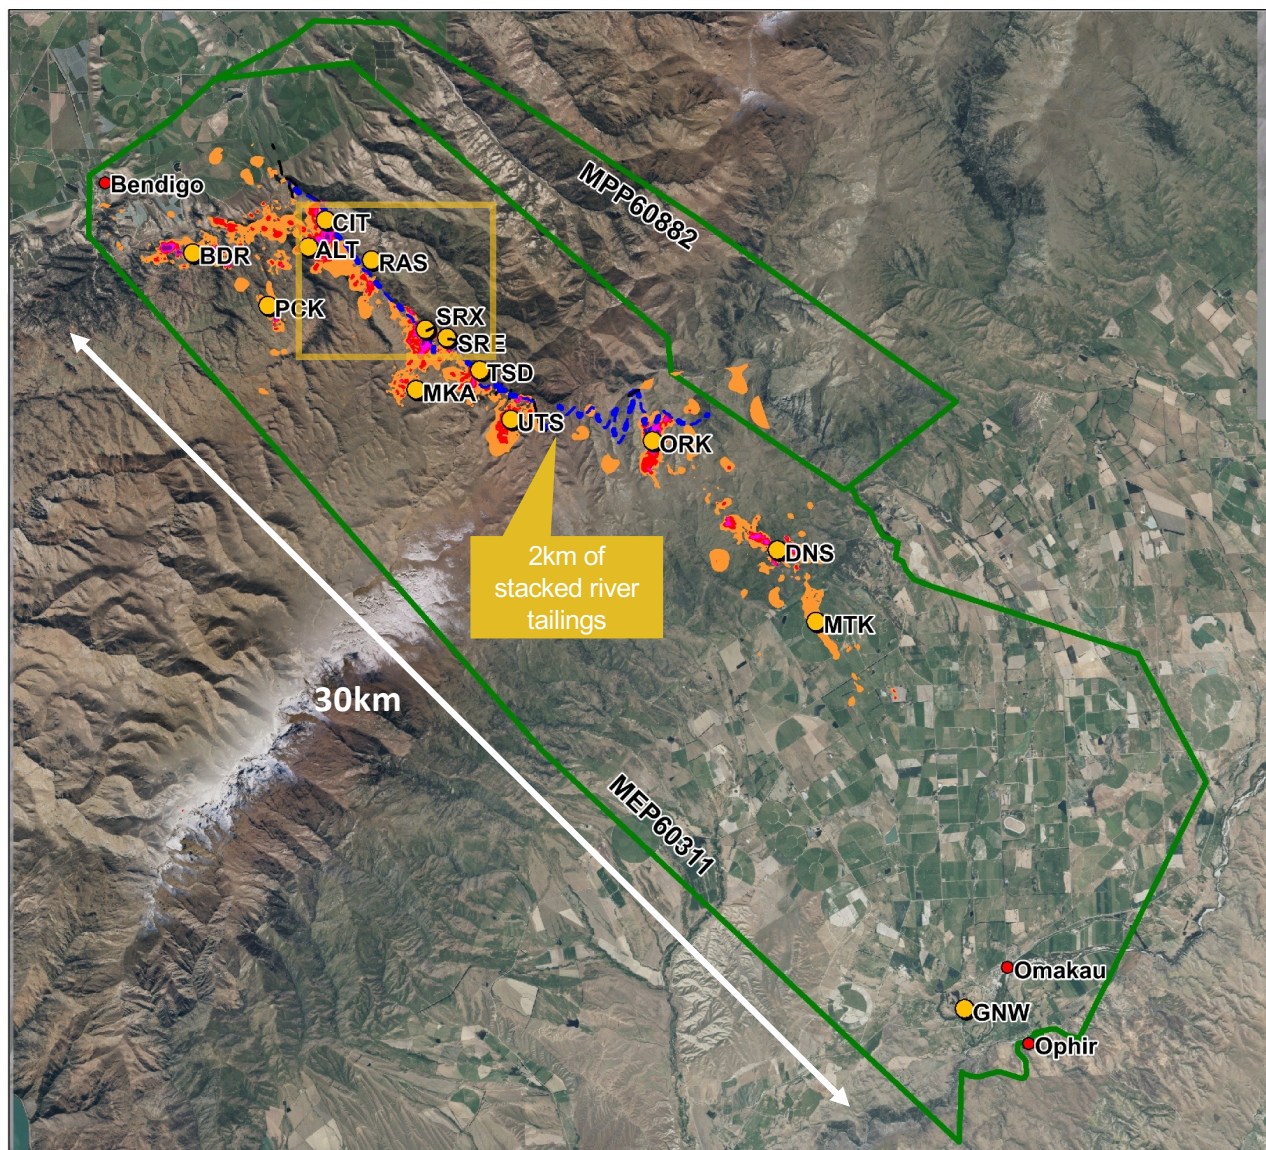 MPP60882
Bendigo
CIT
ALT
BDR
RAS
PCK
SRX
SRE
TSD
MKA
UTS
ORK
2km of
stacked river
tailings
DNS
MTK
30km
MEP60311
Omakau
GNW
Ophir